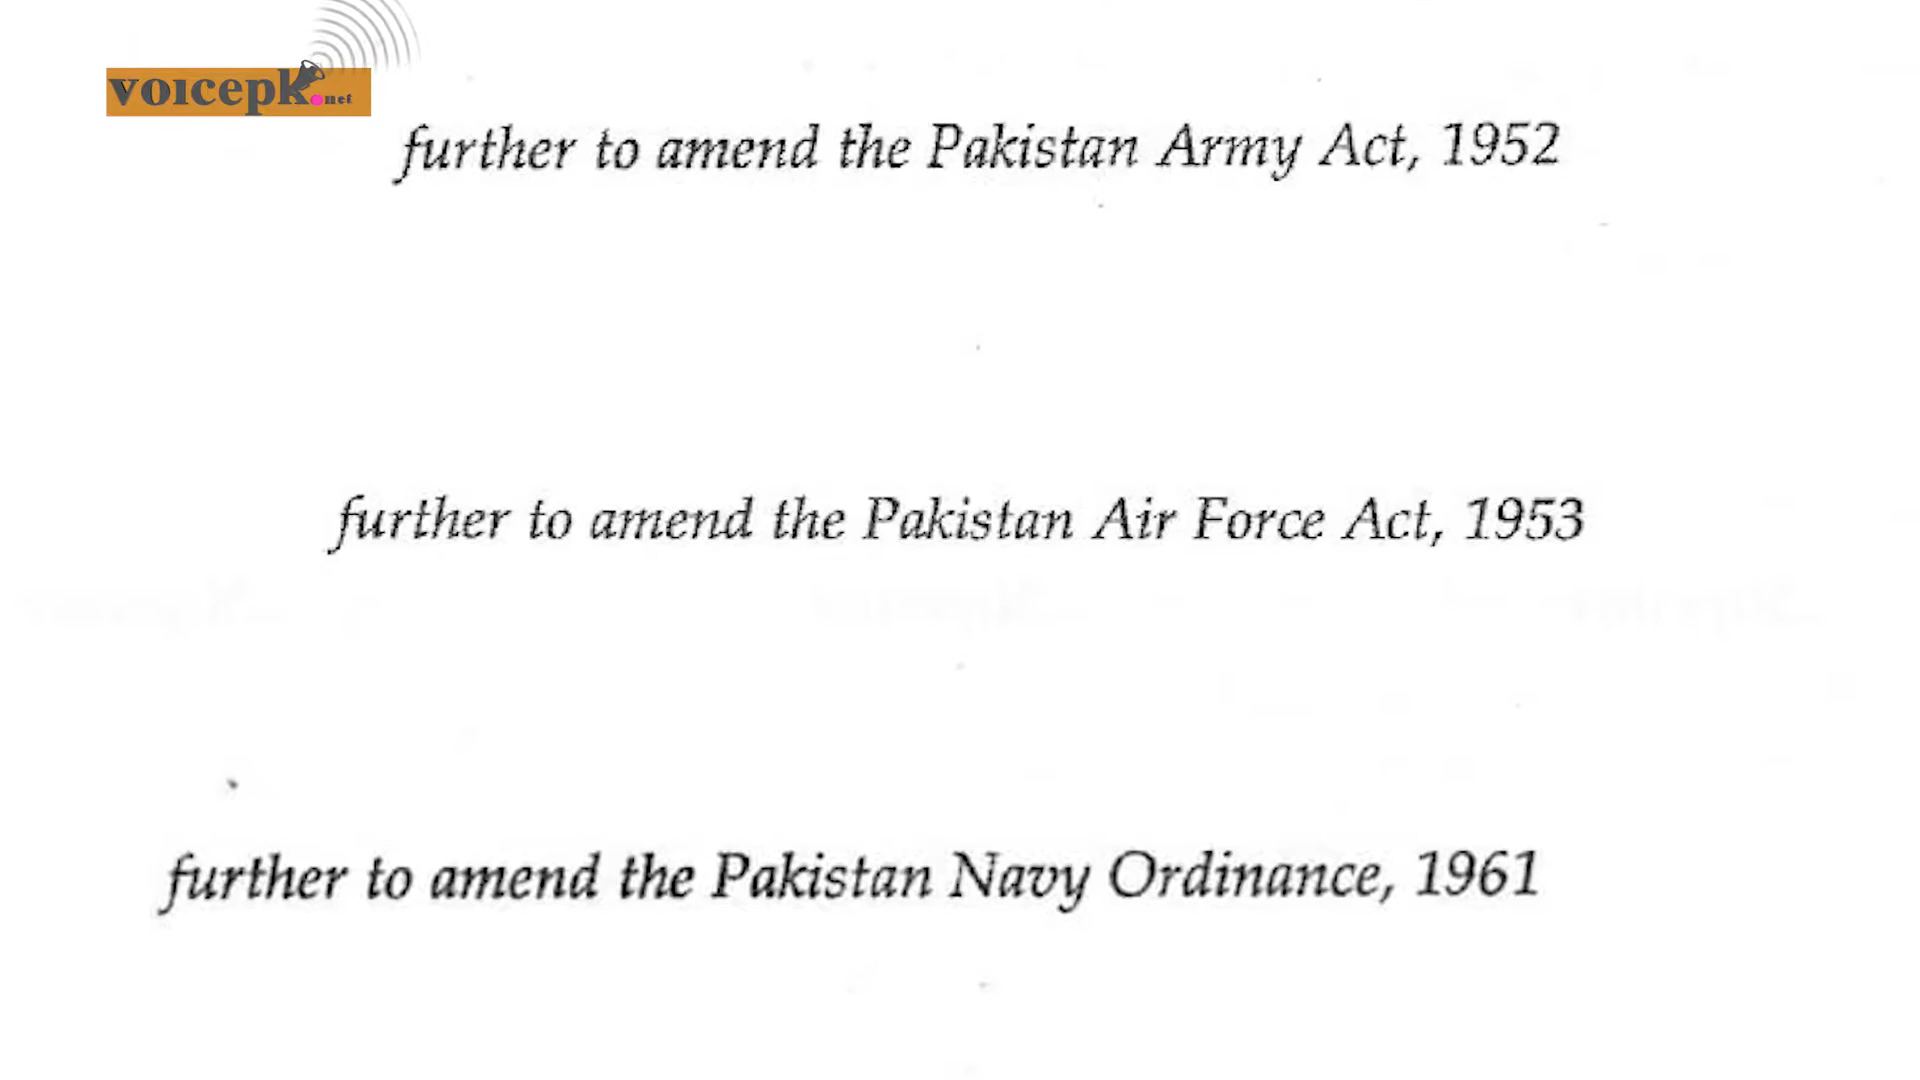 voicepk.net
further to amend the Pakistan Army Act, 1952
further to amend the Pakistan Air Force Act, 1953
further to amend the Pakistan Navy Ordinance, 1961